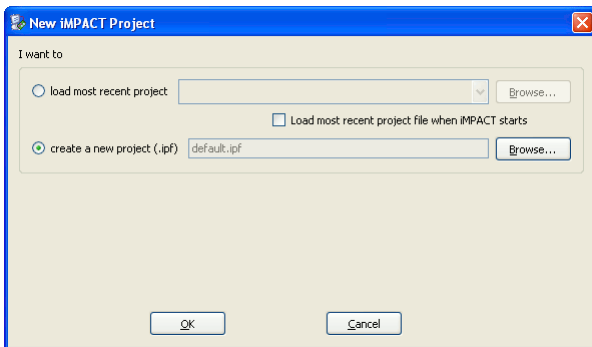 New iMPACT Project
I want to
load most recent project
Browse...
Load most recent project file when iMPACT starts
create a new project (.ipf) default.ipf Browse...
OK Cancel